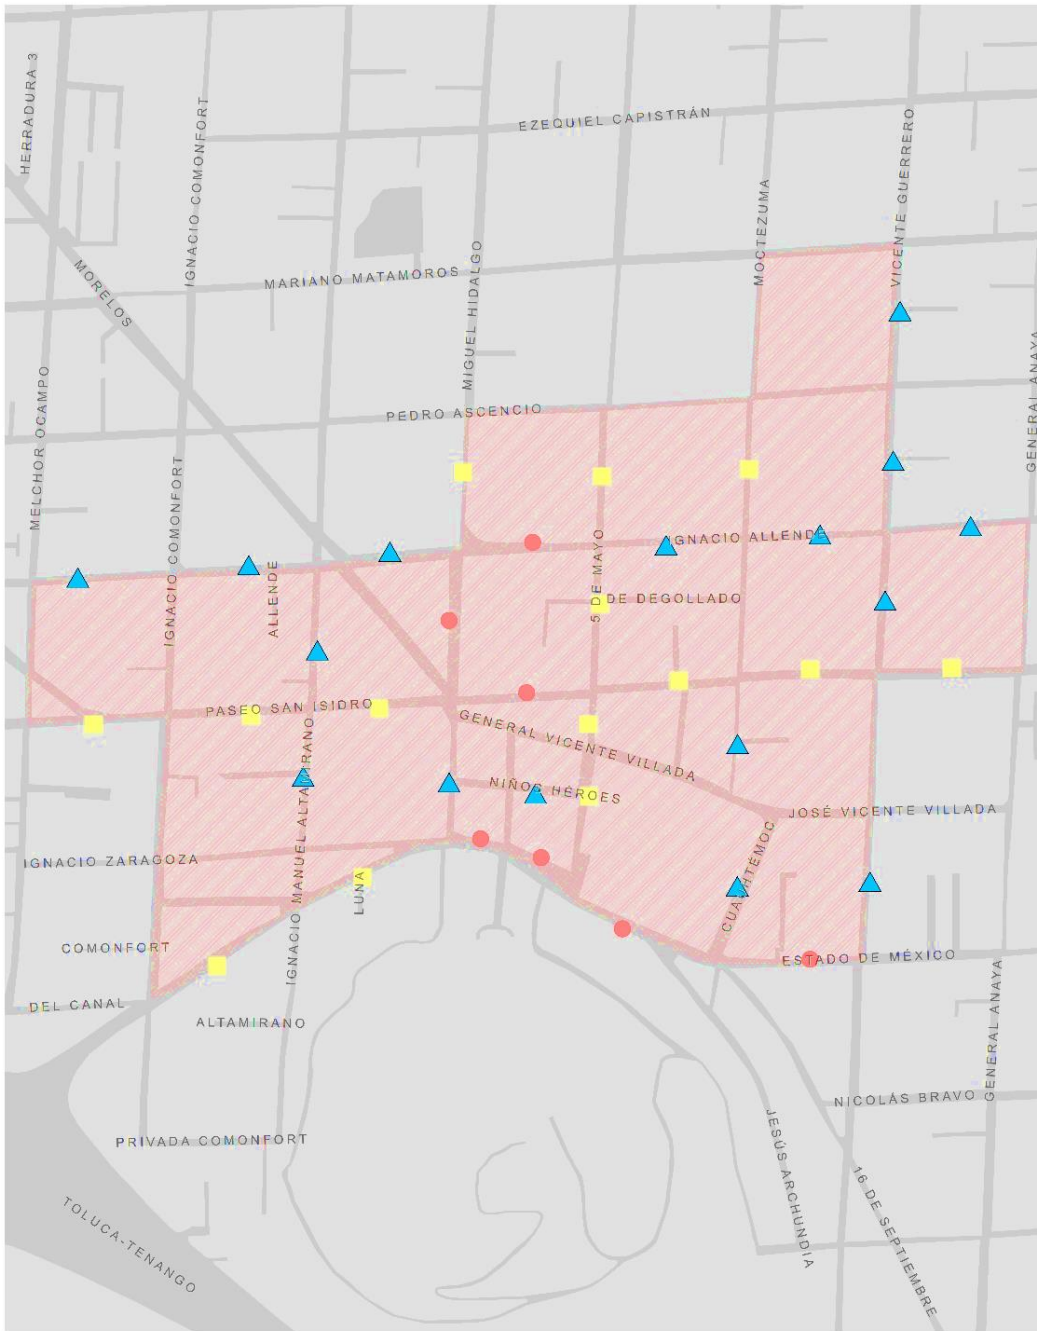 HERRADURA 3
IGNACIO COMONFORT
EZEQUIEL CAPISTRÁN
VICENTE GUERRERO
MOCTEZUMA
MORELOS
MARIANO MATAMOROS
MIGUEL HIDALGO
GENERAL ANAYA
MELCHOR OCAMPO
PEDRO ASCENCIO
IGNACIO COMONFORT
ALLENDE
IGNACIO ALLENDE
5 DE MAYO
DE DEGOLLADO
PASEO SAN ISIDRO
GENERAL VICENTE VILLADA
IGNACIO MANUEL ALTAMIRANO
NIÑOS HÉROES
JOSÉ VICENTE VILLADA
IGNACIO ZARAGOZA
LUNA
CUAUHTÉMOC
COMONFORT
ESTADO DE MÉXICO
DEL CANAL
ALTAMIRANO
GENERAL ANAYA
NICOLÁS BRAVO
PRIVADA COMONFORT
JESÚS ARCHUNDIA
16 DE SEPTIEMBRE
TOLUCA-TENANGO